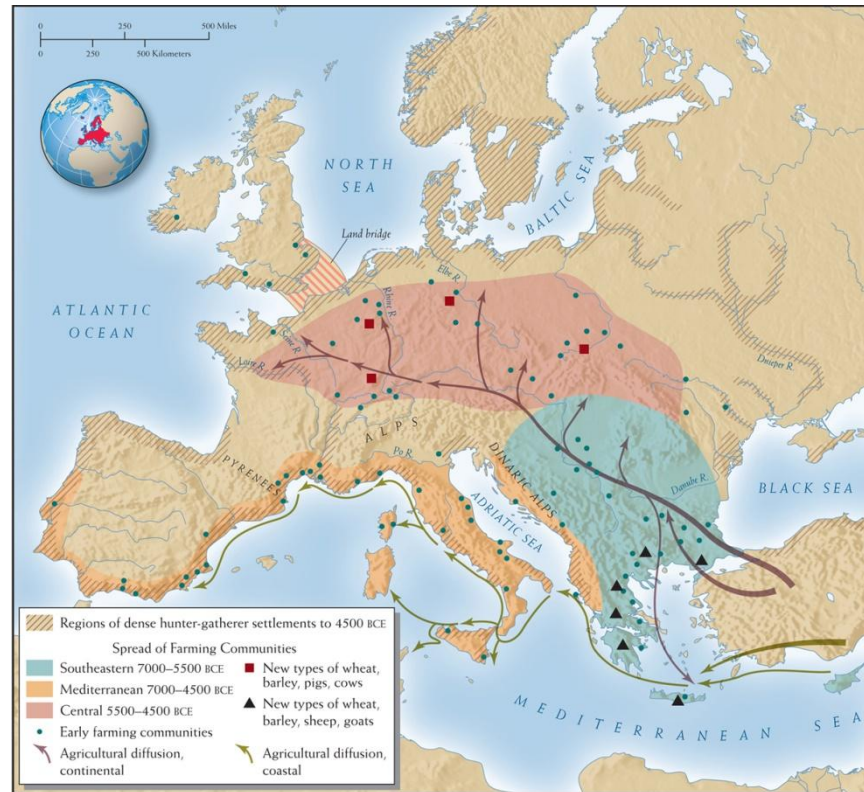 0 250 500 Miles
0 250 500 Kilometers
NORTH
SEA
BALTIC SEA
Land bridge
ATLANTIC
OCEAN
Elbe R.
Rhine R.
Seine R.
Loire R.
Dnieper R.
ALPS
PYRENEES
Po R.
DINARIC ALPS
Danube R.
ADRIATIC SEA
BLACK SEA
MEDITERRANEAN SEA
Regions of dense hunter-gatherer settlements to 4500 BCE
Spread of Farming Communities
Southeastern 7000–5500 BCE
Mediterranean 7000–4500 BCE
Central 5500–4500 BCE
Early farming communities
Agricultural diffusion,
continental
New types of wheat,
barley, pigs, cows
New types of wheat,
barley, sheep, goats
Agricultural diffusion,
coastal